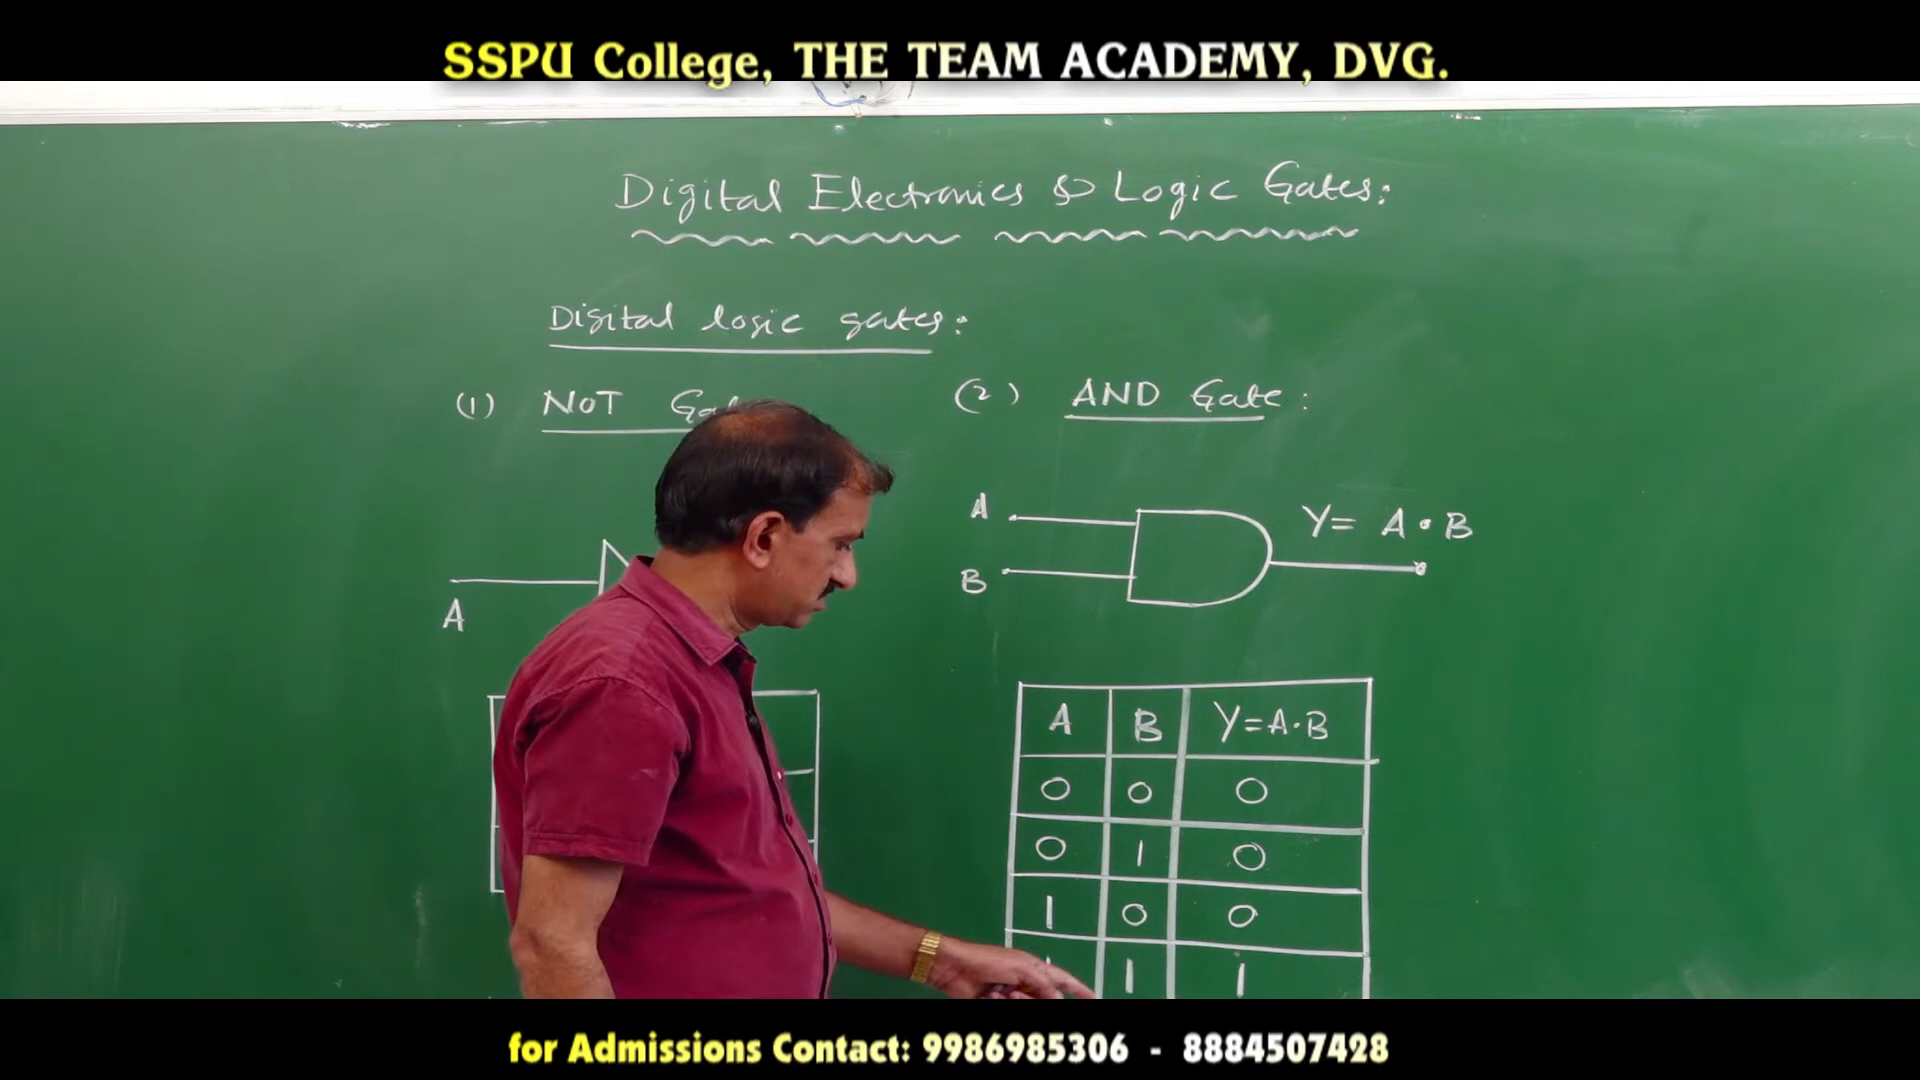 SSPU College, THE TEAM ACADEMY, DVG.
Digital Electronics & Logic Gates:
Digital logic gates:
(1) NOT
(2) AND Gate:
A
B
Y = A · B
A
A B Y=A·B
0 0 0
0 1 0
1 0 0
1 1
for Admissions Contact: 9986985306 - 8884507428